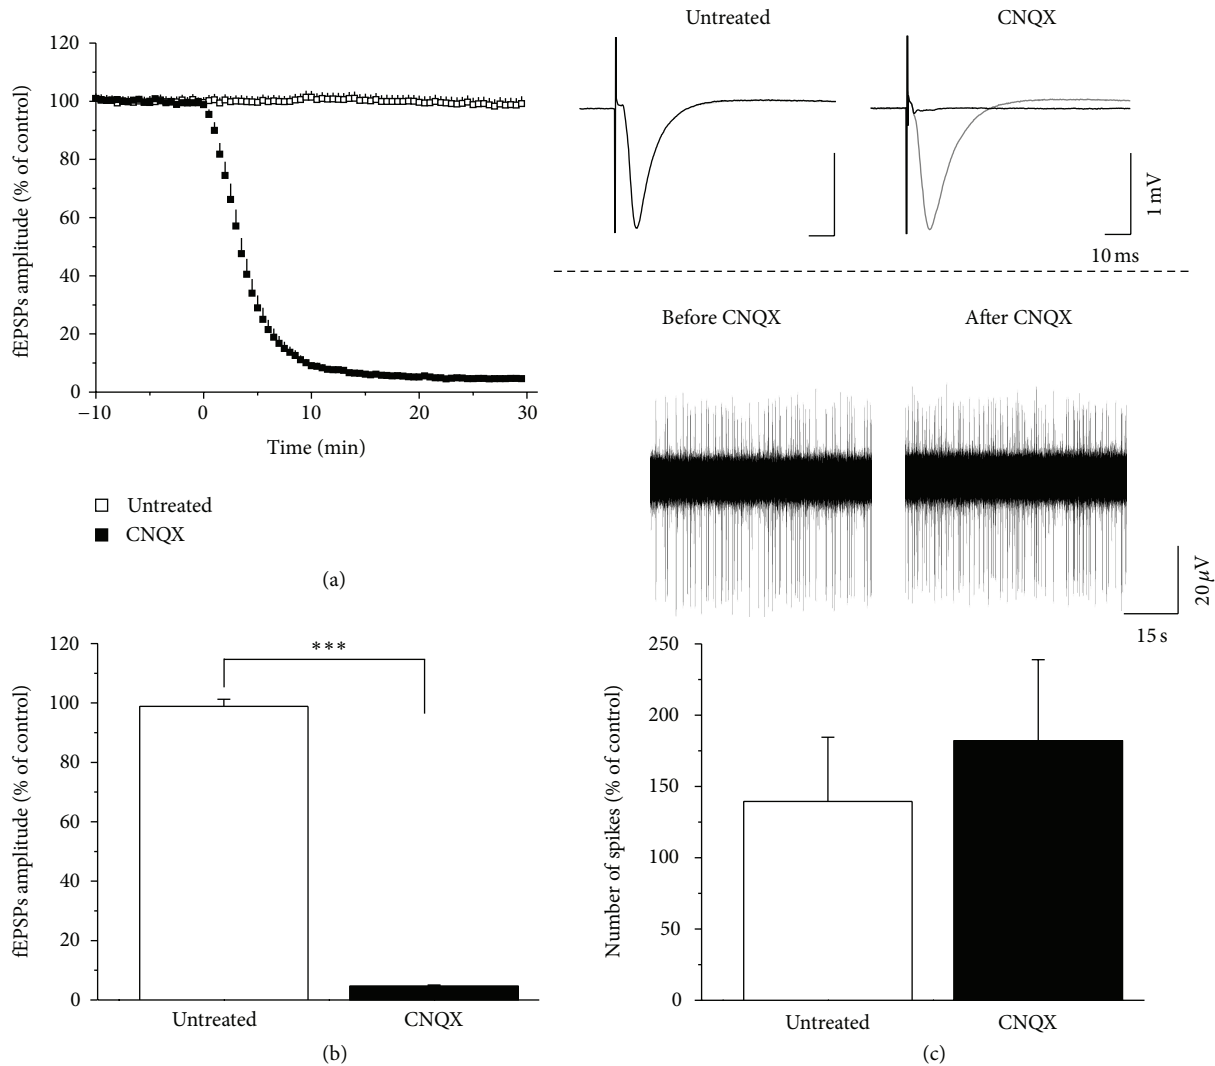 120
100
80
60
40
20
0
fEPSPs amplitude (% of control)
−10
0
10
20
30
Time (min)
Untreated
CNQX
(a)
Untreated
CNQX
1 mV
10 ms
Before CNQX
After CNQX
20 µV
15 s
120
100
80
60
40
20
0
fEPSPs amplitude (% of control)
***
Untreated
CNQX
(b)
250
200
150
100
50
0
Number of spikes (% of control)
Untreated
CNQX
(c)